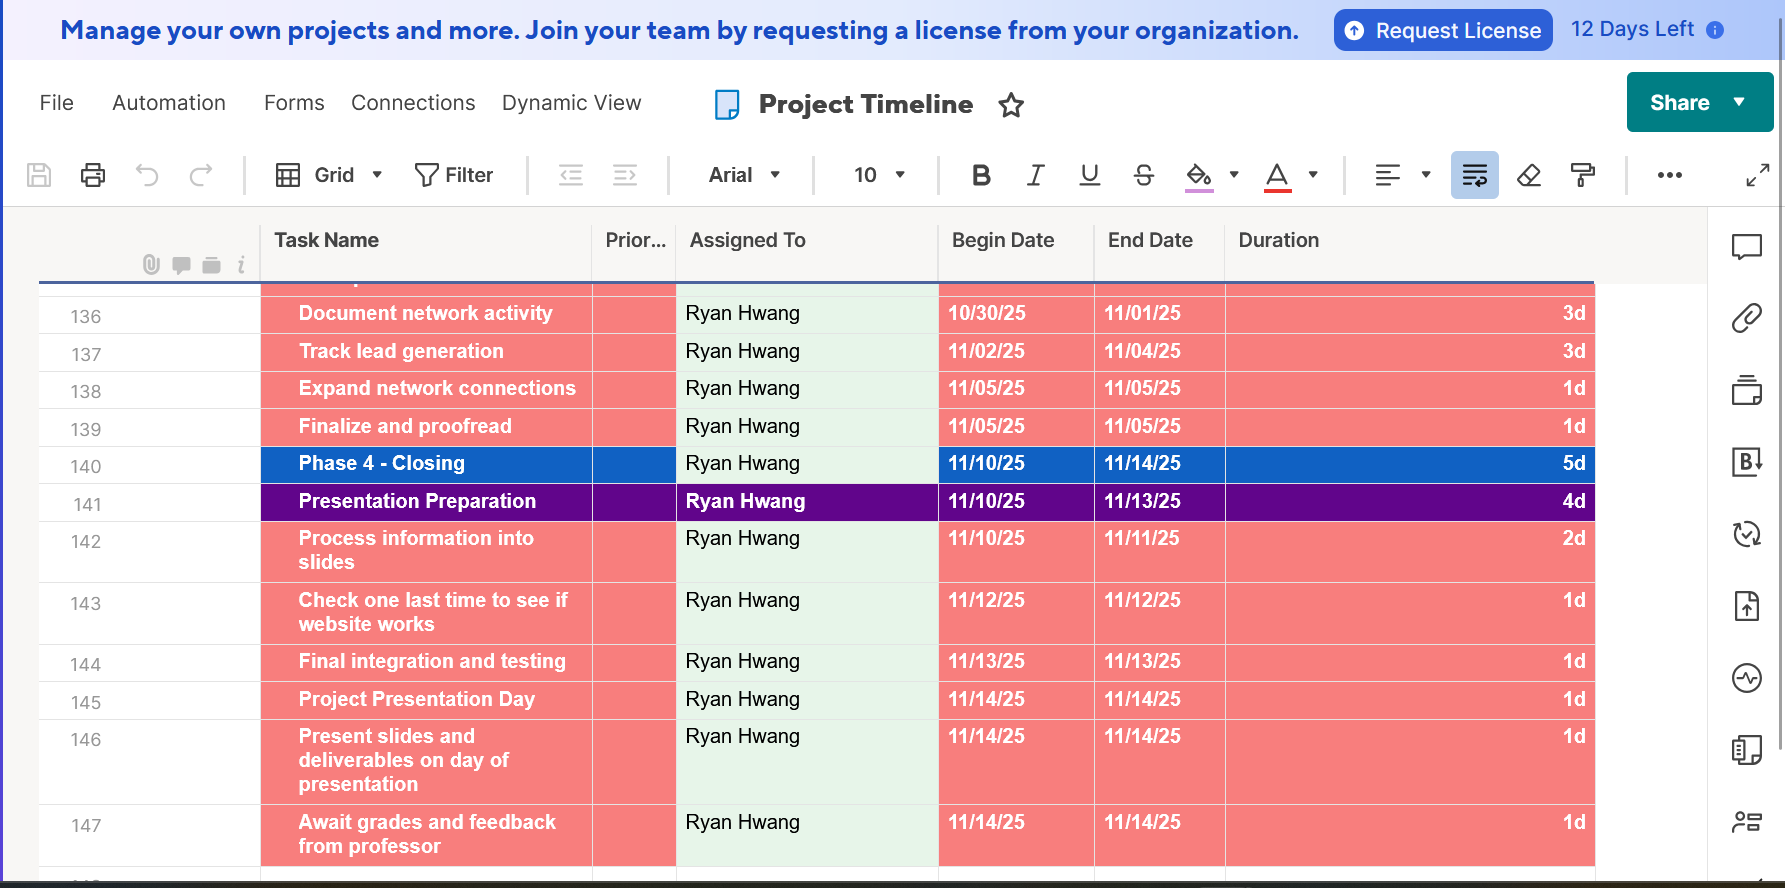 Manage your own projects and more. Join your team by requesting a license from your organization. Request License 12 Days Left
File Automation Forms Connections Dynamic View Project Timeline Share
Grid Filter Arial 10 B I U S A
Task Name Prior... Assigned To Begin Date End Date Duration
136 Document network activity Ryan Hwang 10/30/25 11/01/25 3d
137 Track lead generation Ryan Hwang 11/02/25 11/04/25 3d
138 Expand network connections Ryan Hwang 11/05/25 11/05/25 1d
139 Finalize and proofread Ryan Hwang 11/05/25 11/05/25 1d
140 Phase 4 - Closing Ryan Hwang 11/10/25 11/14/25 5d
141 Presentation Preparation Ryan Hwang 11/10/25 11/13/25 4d
142 Process information into Ryan Hwang 11/10/25 11/11/25 2d
slides
143 Check one last time to see if Ryan Hwang 11/12/25 11/12/25 1d
website works
144 Final integration and testing Ryan Hwang 11/13/25 11/13/25 1d
145 Project Presentation Day Ryan Hwang 11/14/25 11/14/25 1d
146 Present slides and Ryan Hwang 11/14/25 11/14/25 1d
deliverables on day of
presentation
147 Await grades and feedback Ryan Hwang 11/14/25 11/14/25 1d
from professor